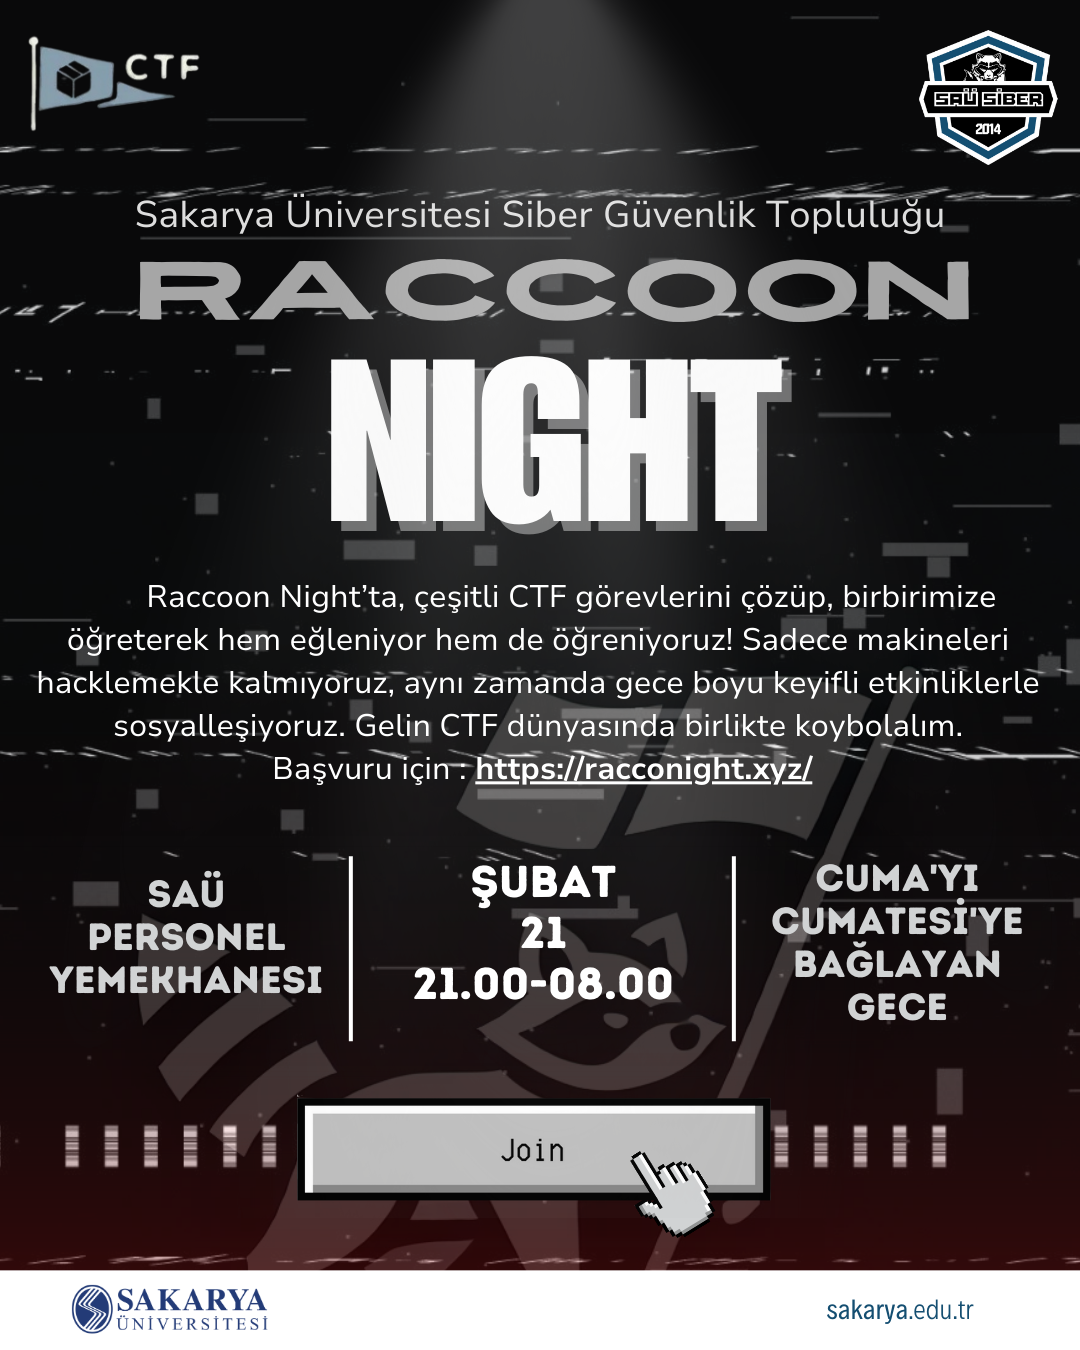 CTF
SAÜ SİBER
2014
Sakarya Üniversitesi Siber Güvenlik Topluluğu
RACCOON
NIGHT
Raccoon Night’ta, çeşitli CTF görevlerini çözüp, birbirimize
öğreterek hem eğleniyor hem de öğreniyoruz! Sadece makineleri
hacklemekle kalmıyoruz, aynı zamanda gece boyu keyifli etkinliklerle
sosyalleşiyoruz. Gelin CTF dünyasında birlikte koybolalım.
Başvuru için : https://racconight.xyz/
SAÜ
PERSONEL
YEMEKHANESI
ŞUBAT
21
21.00-08.00
CUMA'YI
CUMATESİ'YE
BAĞLAYAN
GECE
Join
SAKARYA
ÜNİVERSİTESİ
sakarya.edu.tr